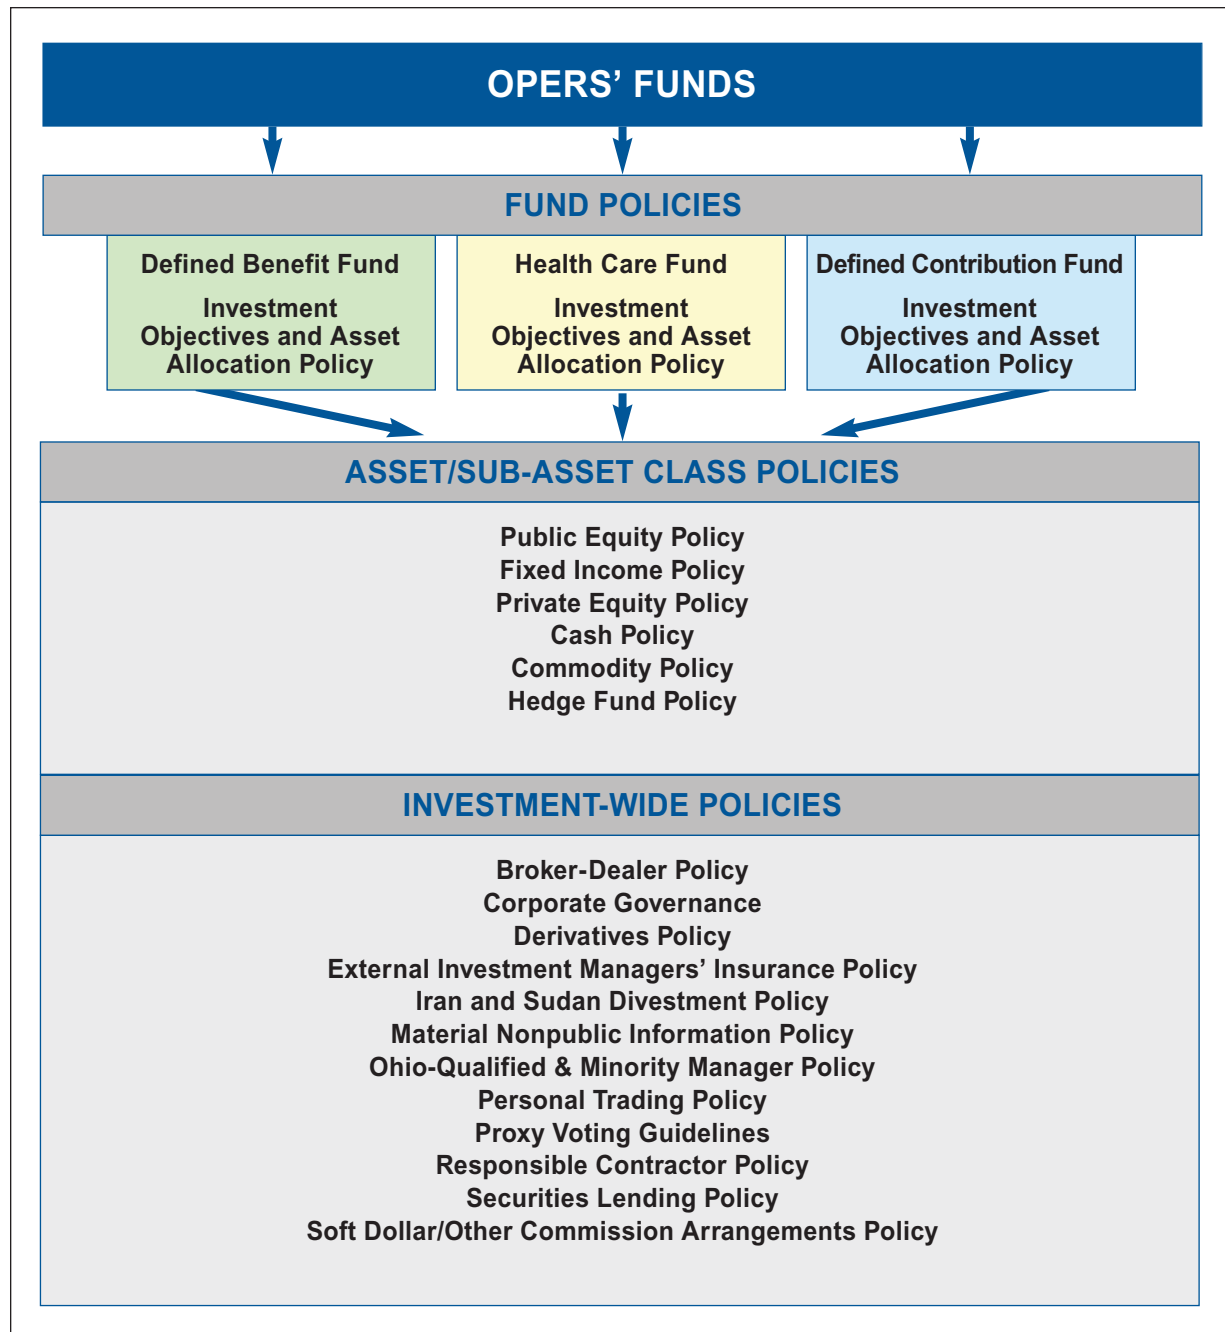 OPERS’ FUNDS
FUND POLICIES
Defined Benefit Fund
Investment
Objectives and Asset
Allocation Policy
Health Care Fund
Investment
Objectives and Asset
Allocation Policy
Defined Contribution Fund
Investment
Objectives and Asset
Allocation Policy
ASSET/SUB-ASSET CLASS POLICIES
Public Equity Policy
Fixed Income Policy
Private Equity Policy
Cash Policy
Commodity Policy
Hedge Fund Policy
INVESTMENT-WIDE POLICIES
Broker-Dealer Policy
Corporate Governance
Derivatives Policy
External Investment Managers’ Insurance Policy
Iran and Sudan Divestment Policy
Material Nonpublic Information Policy
Ohio-Qualified & Minority Manager Policy
Personal Trading Policy
Proxy Voting Guidelines
Responsible Contractor Policy
Securities Lending Policy
Soft Dollar/Other Commission Arrangements Policy